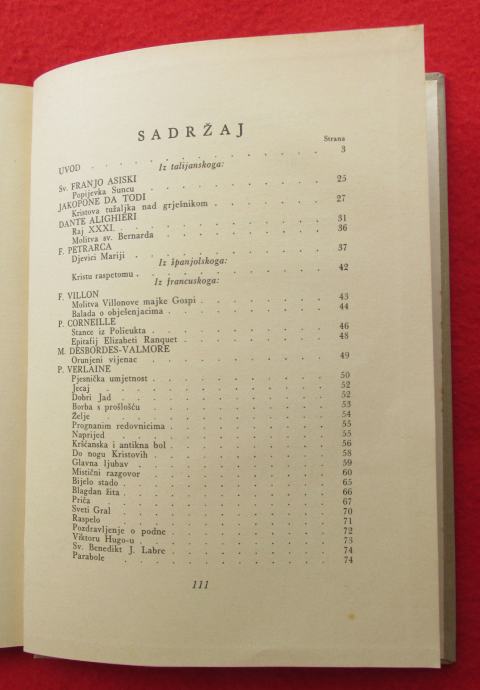 SADRŽAJ
Strana
UVOD . . . . . . . . . . . 3
Iz talijanskoga:
Sv. FRANJO ASISKI
Popijevka Suncu . . . . . . . . . 25
JAKOPONE DA TODI
Kristova tužaljka nad grješnikom . . . . . 27
DANTE ALIGHIERI
Raj XXXI. . . . . . . . . . 31
Molitva sv. Bernarda . . . . . . . . 36
F. PETRARCA
Djevici Mariji . . . . . . . . . 37
Iz španjolskoga:
Kristu raspetomu . . . . . . . . . 42
Iz francuskoga:
F. VILLON
Molitva Villonove majke Gospi . . . . . . 43
Balada o obješenjacima . . . . . . . 44
P. CORNEILLE
Stance iz Polieukta . . . . . . . . 46
Epitafij Elizabeti Ranquet . . . . . . . 48
M. DESBORDES-VALMORE
Orunjeni vijenac . . . . . . . . 49
P. VERLAINE
Pjesnička umjetnost . . . . . . . . 50
Jecaj . . . . . . . . . . 52
Dobri Jad . . . . . . . . . 52
Borba s prošlošću . . . . . . . . 53
Želje . . . . . . . . . . 54
Prognanim redovnicima . . . . . . . 55
Naprijed . . . . . . . . . 55
Kršćanska i antikna bol . . . . . . . 56
Do nogu Kristovih . . . . . . . . 58
Glavna ljubav . . . . . . . . . 59
Mistični razgovor . . . . . . . . 60
Bijelo stado . . . . . . . . . 65
Blagdan žita . . . . . . . . . 66
Priča . . . . . . . . . . 67
Sveti Gral . . . . . . . . . 70
Raspelo . . . . . . . . . 71
Pozdravljenje o podne . . . . . . . 72
Viktoru Hugo-u . . . . . . . . . 73
Sv. Benedikt J. Labre . . . . . . . 74
Parabole . . . . . . . . . 74
111